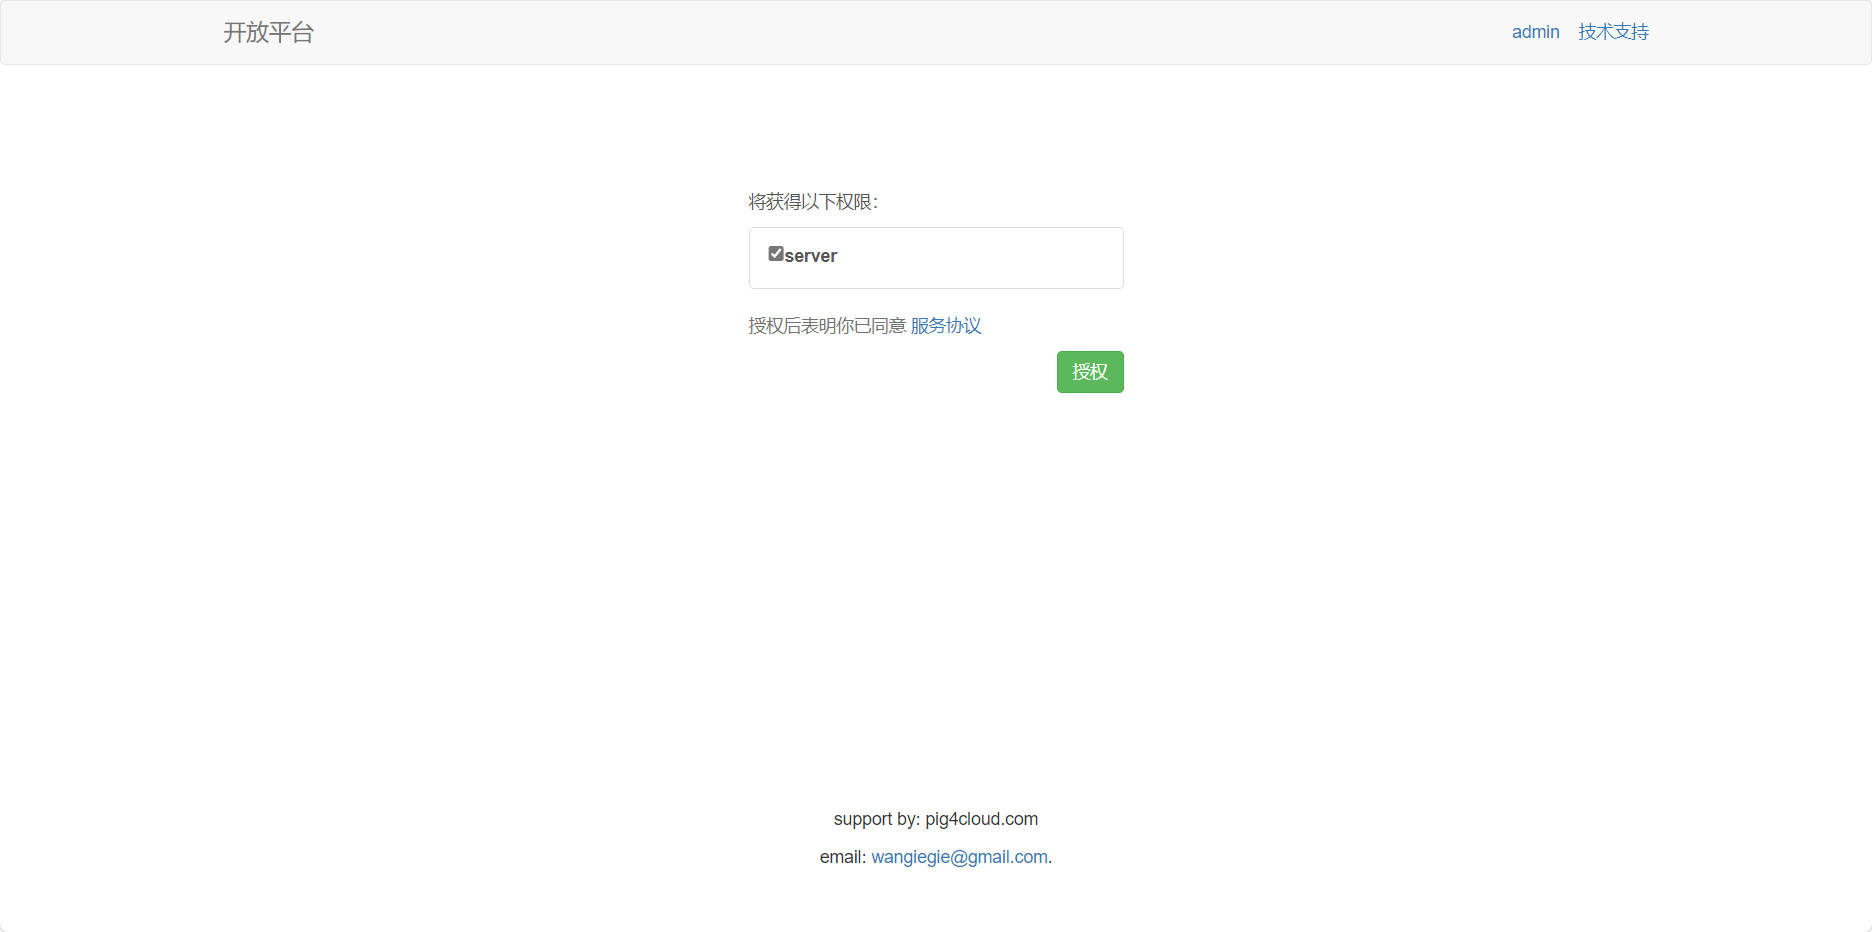 开放平台
admin 技术支持
将获得以下权限:
server
授权后表明你已同意 服务协议
授权
support by: pig4cloud.com
email: wangiegie@gmail.com.